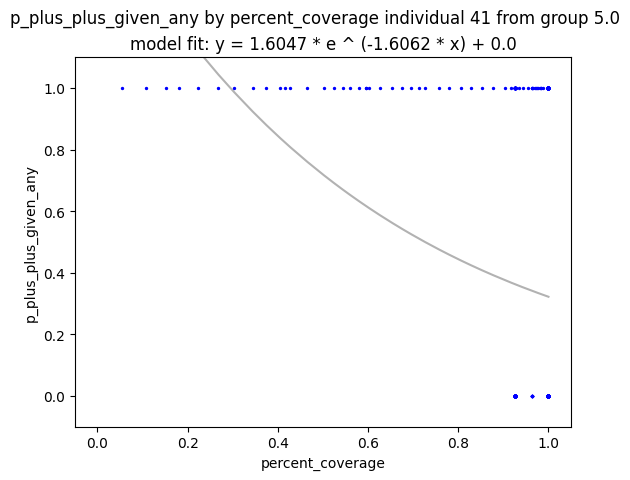 p_plus_plus_given_any by percent_coverage individual 41 from group 5.0
model fit: y = 1.6047 * e ^ (-1.6062 * x) + 0.0
1.0
0.8
0.6
0.4
0.2
0.0
p_plus_plus_given_any
0.0 0.2 0.4 0.6 0.8 1.0
percent_coverage